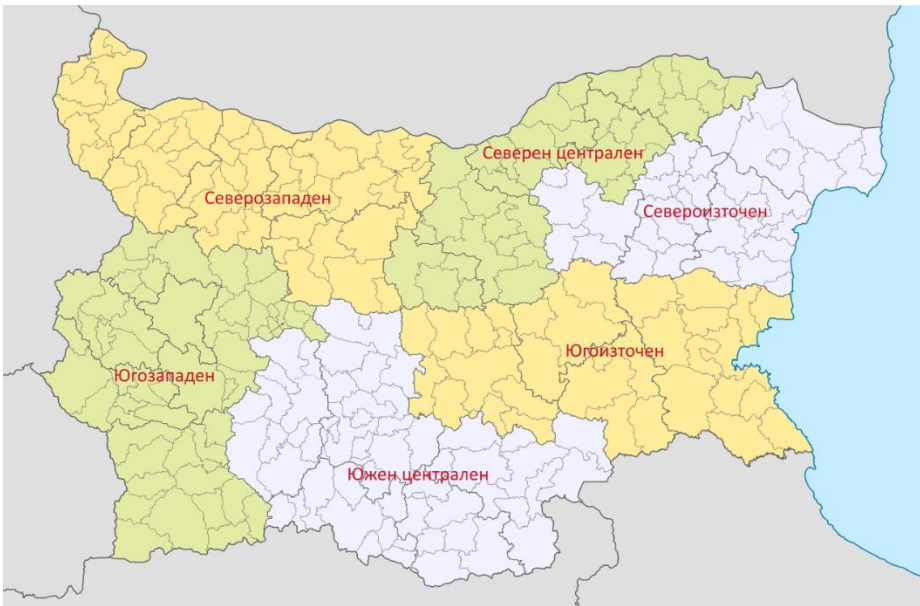 Северен централен
Северозападен
Североизточен
Югоизточен
Югозападен
Южен централен